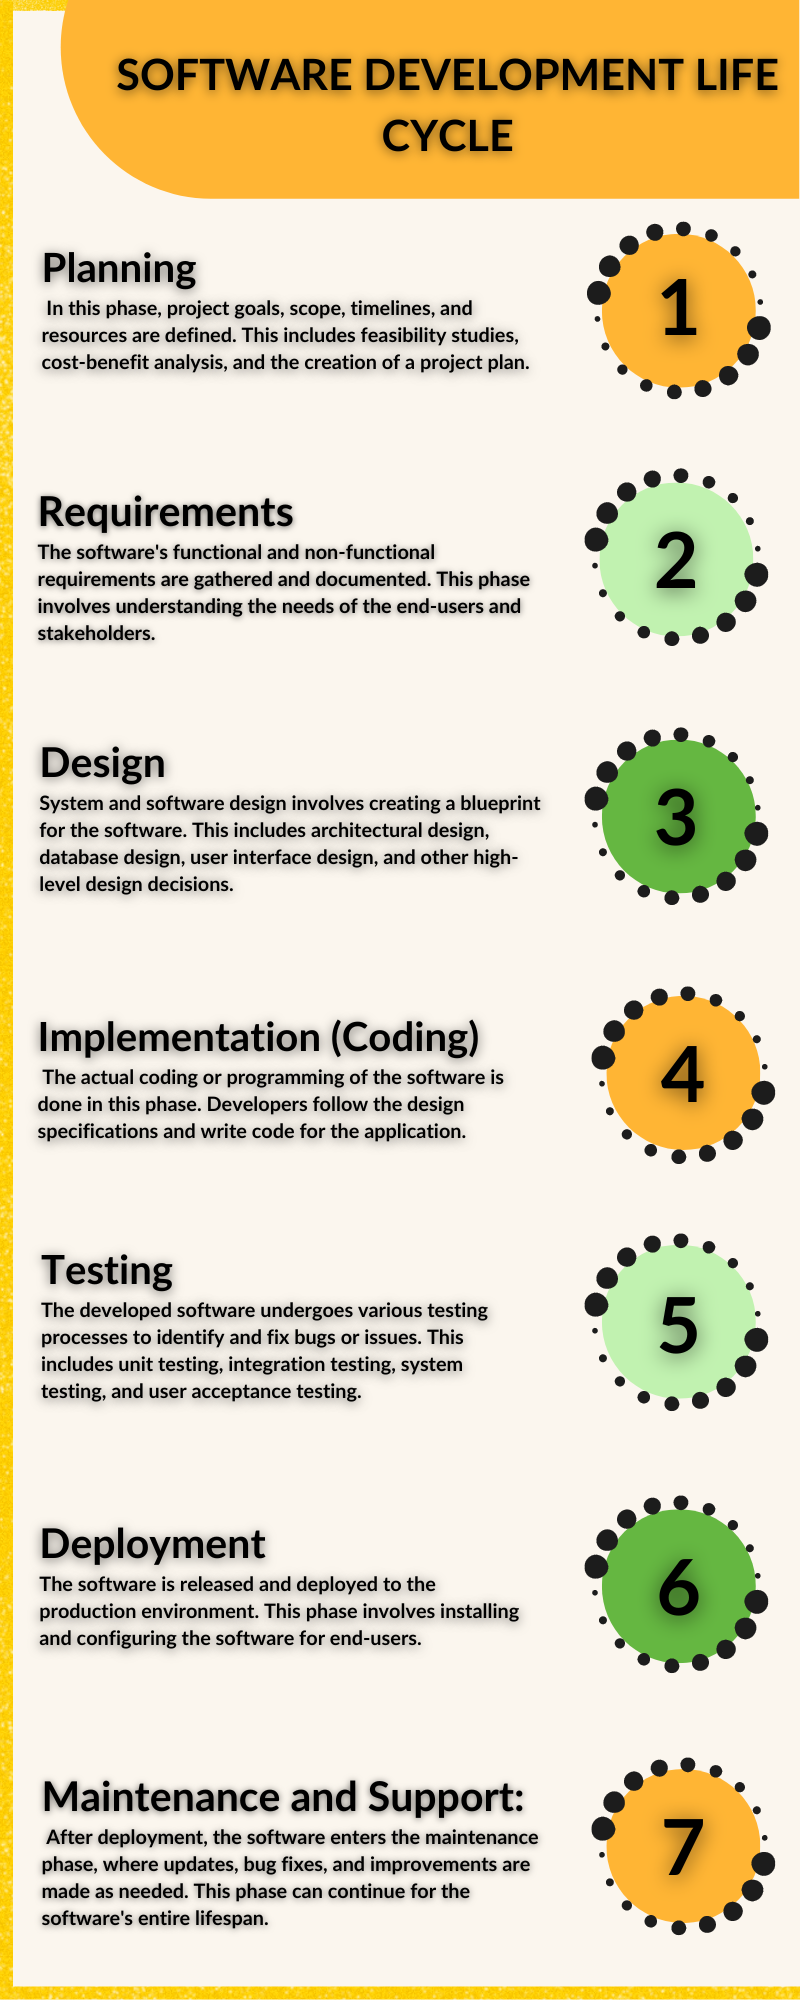 SOFTWARE DEVELOPMENT LIFE
CYCLE
Planning
In this phase, project goals, scope, timelines, and
resources are defined. This includes feasibility studies,
cost-benefit analysis, and the creation of a project plan.
1
Requirements
The software's functional and non-functional
requirements are gathered and documented. This phase
involves understanding the needs of the end-users and
stakeholders.
2
Design
System and software design involves creating a blueprint
for the software. This includes architectural design,
database design, user interface design, and other high-
level design decisions.
3
Implementation (Coding)
The actual coding or programming of the software is
done in this phase. Developers follow the design
specifications and write code for the application.
4
Testing
The developed software undergoes various testing
processes to identify and fix bugs or issues. This
includes unit testing, integration testing, system
testing, and user acceptance testing.
5
Deployment
The software is released and deployed to the
production environment. This phase involves installing
and configuring the software for end-users.
6
Maintenance and Support:
After deployment, the software enters the maintenance
phase, where updates, bug fixes, and improvements are
made as needed. This phase can continue for the
software's entire lifespan.
7